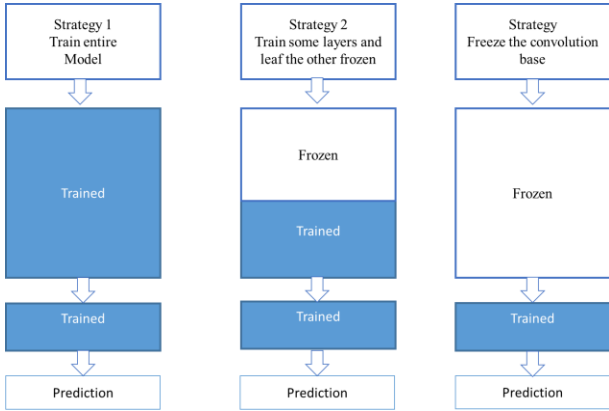 Strategy 1
Train entire
Model
Trained
Trained
Prediction
Strategy 2
Train some layers and
leaf the other frozen
Frozen
Trained
Trained
Prediction
Strategy
Freeze the convolution
base
Frozen
Trained
Prediction